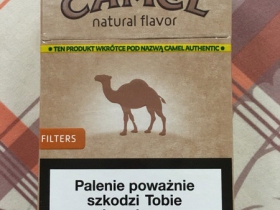 CAMEL
natural flavor
TEN PRODUKT WKRÓTCE POD NAZWĄ CAMEL AUTHENTIC
FILTERS
Palenie poważnie
szkodzi Tobie